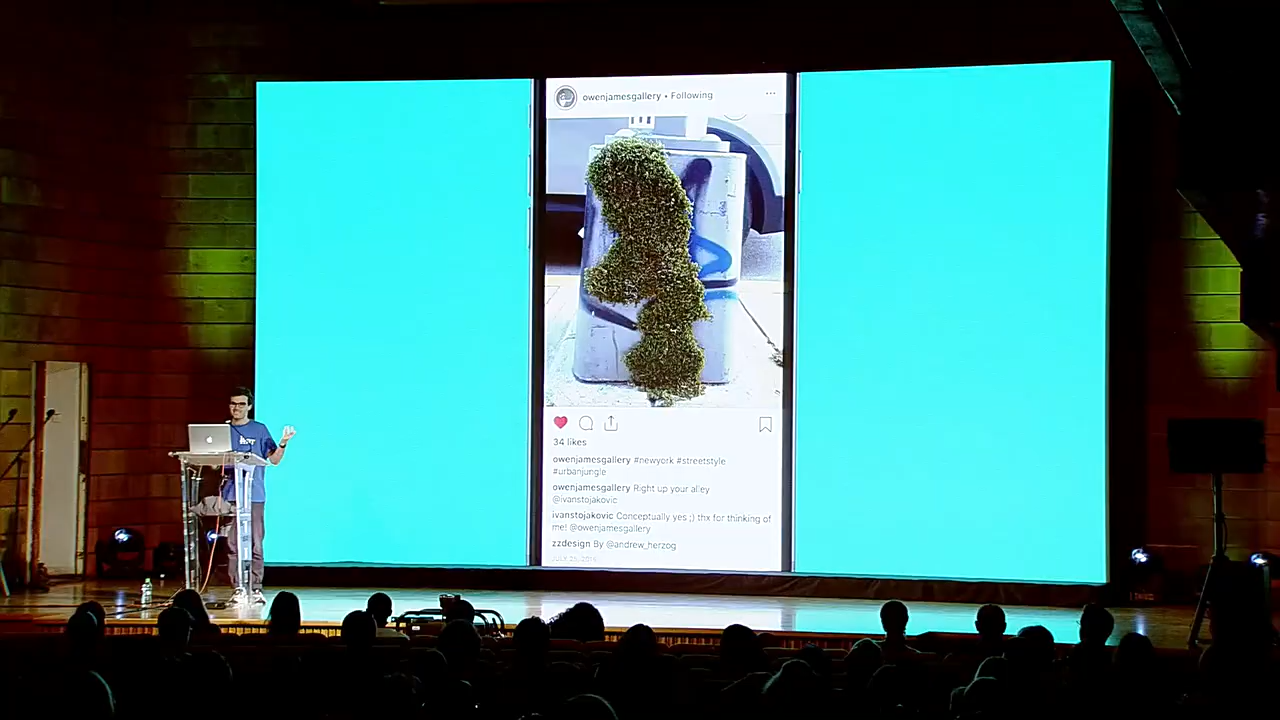 owenjamesgallery • Following
34 likes
owenjamesgallery #newyork #streetstyle
#urbanjungle
owenjamesgallery Right up your alley
@ivanstojakovic
ivanstojakovic Conceptually yes ;) thx for thinking of
me! @owenjamesgallery
zzdesign By @andrew_herzog